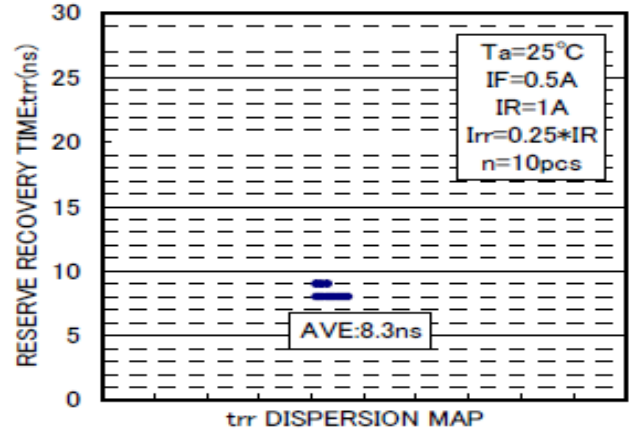 RESERVE RECOVERY TIME:trr(ns)
30
25
20
15
10
5
0
Ta=25°C
IF=0.5A
IR=1A
Irr=0.25*IR
n=10pcs
AVE:8.3ns
trr DISPERSION MAP